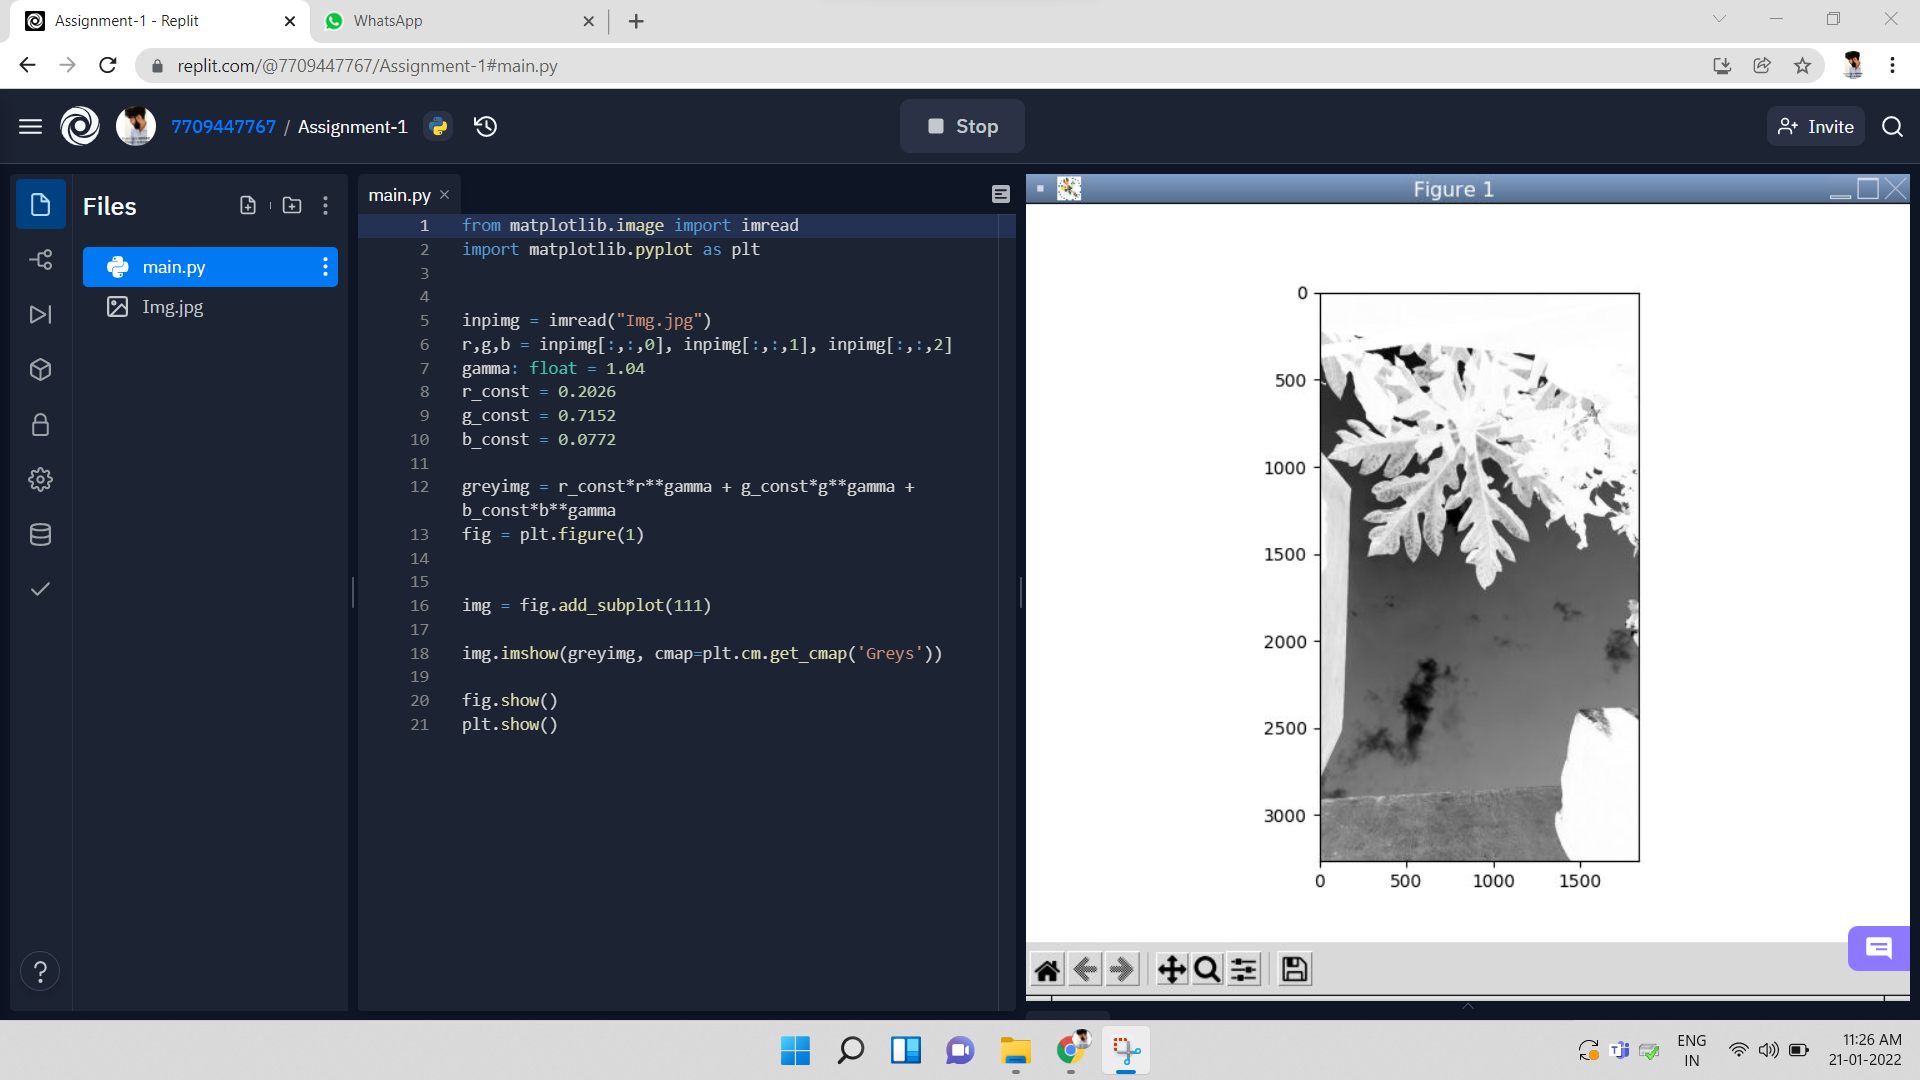 Assignment-1 - Replit
WhatsApp
replit.com/@7709447767/Assignment-1#main.py
7709447767 / Assignment-1
Stop
Invite
Files
main.py
Img.jpg
main.py
1 from matplotlib.image import imread
2 import matplotlib.pyplot as plt
3
4
5 inpimg = imread("Img.jpg")
6 r,g,b = inpimg[:,:,0], inpimg[:,:,1], inpimg[:,:,2]
7 gamma: float = 1.04
8 r_const = 0.2026
9 g_const = 0.7152
10 b_const = 0.0772
11
12 greyimg = r_const*r**gamma + g_const*g**gamma +
b_const*b**gamma
13 fig = plt.figure(1)
14
15
16 img = fig.add_subplot(111)
17
18 img.imshow(greyimg, cmap=plt.cm.get_cmap('Greys'))
19
20 fig.show()
21 plt.show()
Figure 1
0
500
1000
1500
2000
2500
3000
0 500 1000 1500
?
ENG
IN
11:26 AM
21-01-2022